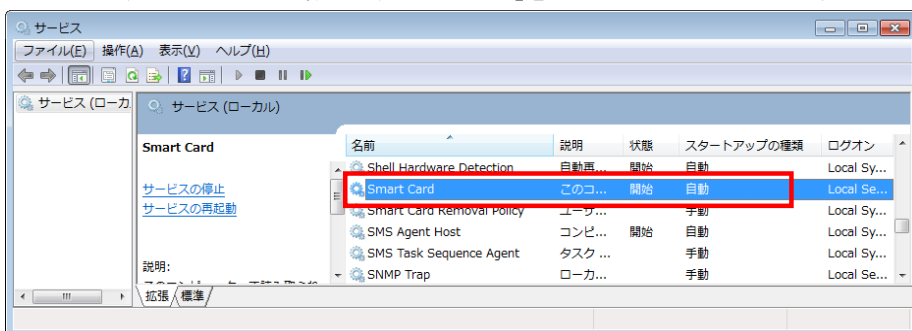 サービス
ファイル(F) 操作(A) 表示(V) ヘルプ(H)
サービス (ローカ
サービス (ローカル)
Smart Card
サービスの停止
サービスの再起動
説明:
名前 説明 状態 スタートアップの種類 ログオン
Shell Hardware Detection 自動再... 開始 自動 Local Sy...
Smart Card このコ... 開始 自動 Local Se...
Smart Card Removal Policy ユーザ... 手動 Local Sy...
SMS Agent Host コンピ... 開始 自動 Local Sy...
SMS Task Sequence Agent タスク ... 手動 Local Sy...
SNMP Trap ローカ... 手動 Local Se...
拡張 標準